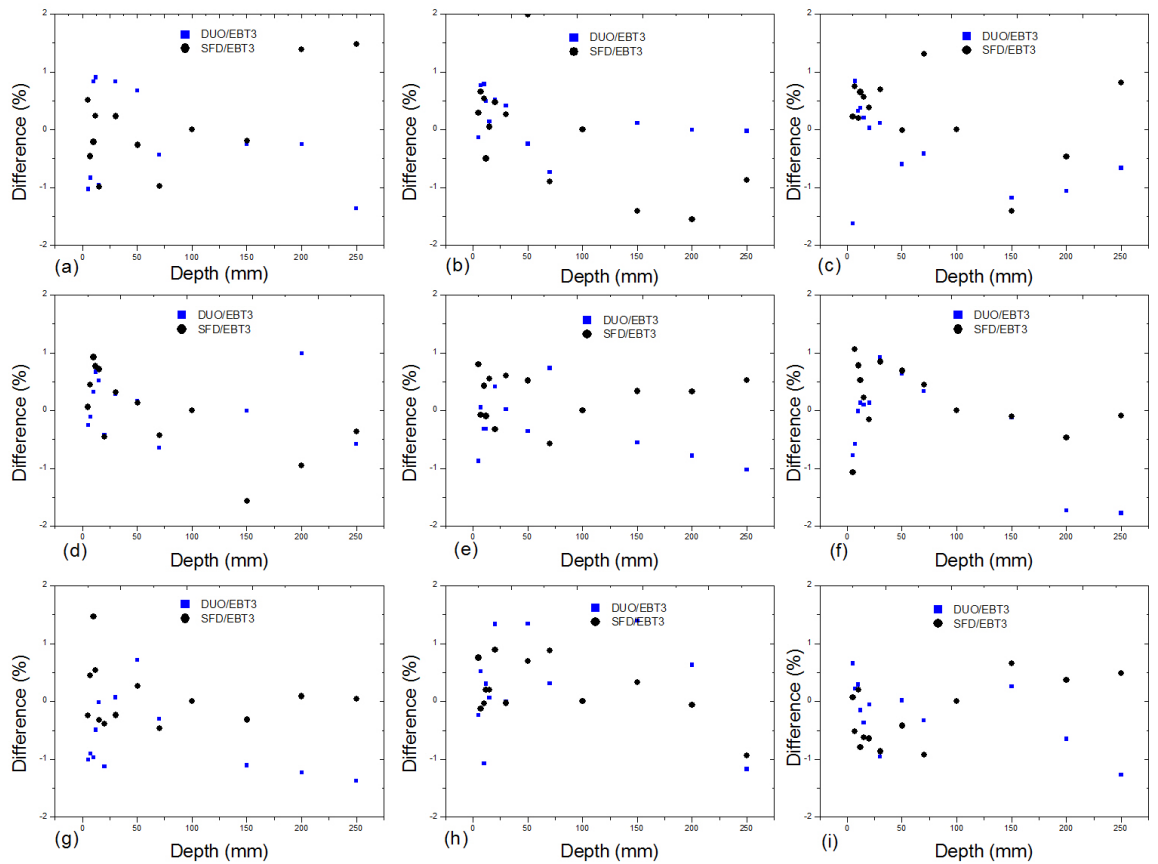 2
1
0
-1
-2
Difference (%)
DUO/EBT3
SFD/EBT3
0 50 100 150 200 250
Depth (mm)
(a)
2
1
0
-1
-2
Difference (%)
DUO/EBT3
SFD/EBT3
0 50 100 150 200 250
Depth (mm)
(b)
2
1
0
-1
-2
Difference (%)
DUO/EBT3
SFD/EBT3
0 50 100 150 200 250
Depth (mm)
(c)
2
1
0
-1
-2
Difference (%)
DUO/EBT3
SFD/EBT3
0 50 100 150 200 250
Depth (mm)
(d)
2
1
0
-1
-2
Difference (%)
DUO/EBT3
SFD/EBT3
0 50 100 150 200 250
Depth (mm)
(e)
2
1
0
-1
-2
Difference (%)
DUO/EBT3
SFD/EBT3
0 50 100 150 200 250
Depth (mm)
(f)
2
1
0
-1
-2
Difference (%)
DUO/EBT3
SFD/EBT3
0 50 100 150 200 250
Depth (mm)
(g)
2
1
0
-1
-2
Difference (%)
DUO/EBT3
SFD/EBT3
0 50 100 150 200 250
Depth (mm)
(h)
2
1
0
-1
-2
Difference (%)
DUO/EBT3
SFD/EBT3
0 50 100 150 200 250
Depth (mm)
(i)